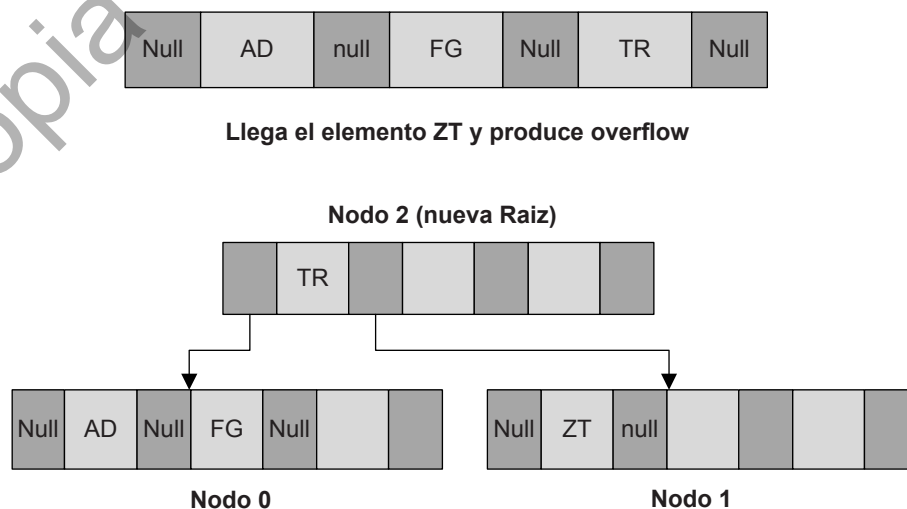 Null AD null FG Null TR Null
Llega el elemento ZT y produce overflow
Nodo 2 (nueva Raiz)
TR
Null AD Null FG Null
Null ZT null
Nodo 0
Nodo 1